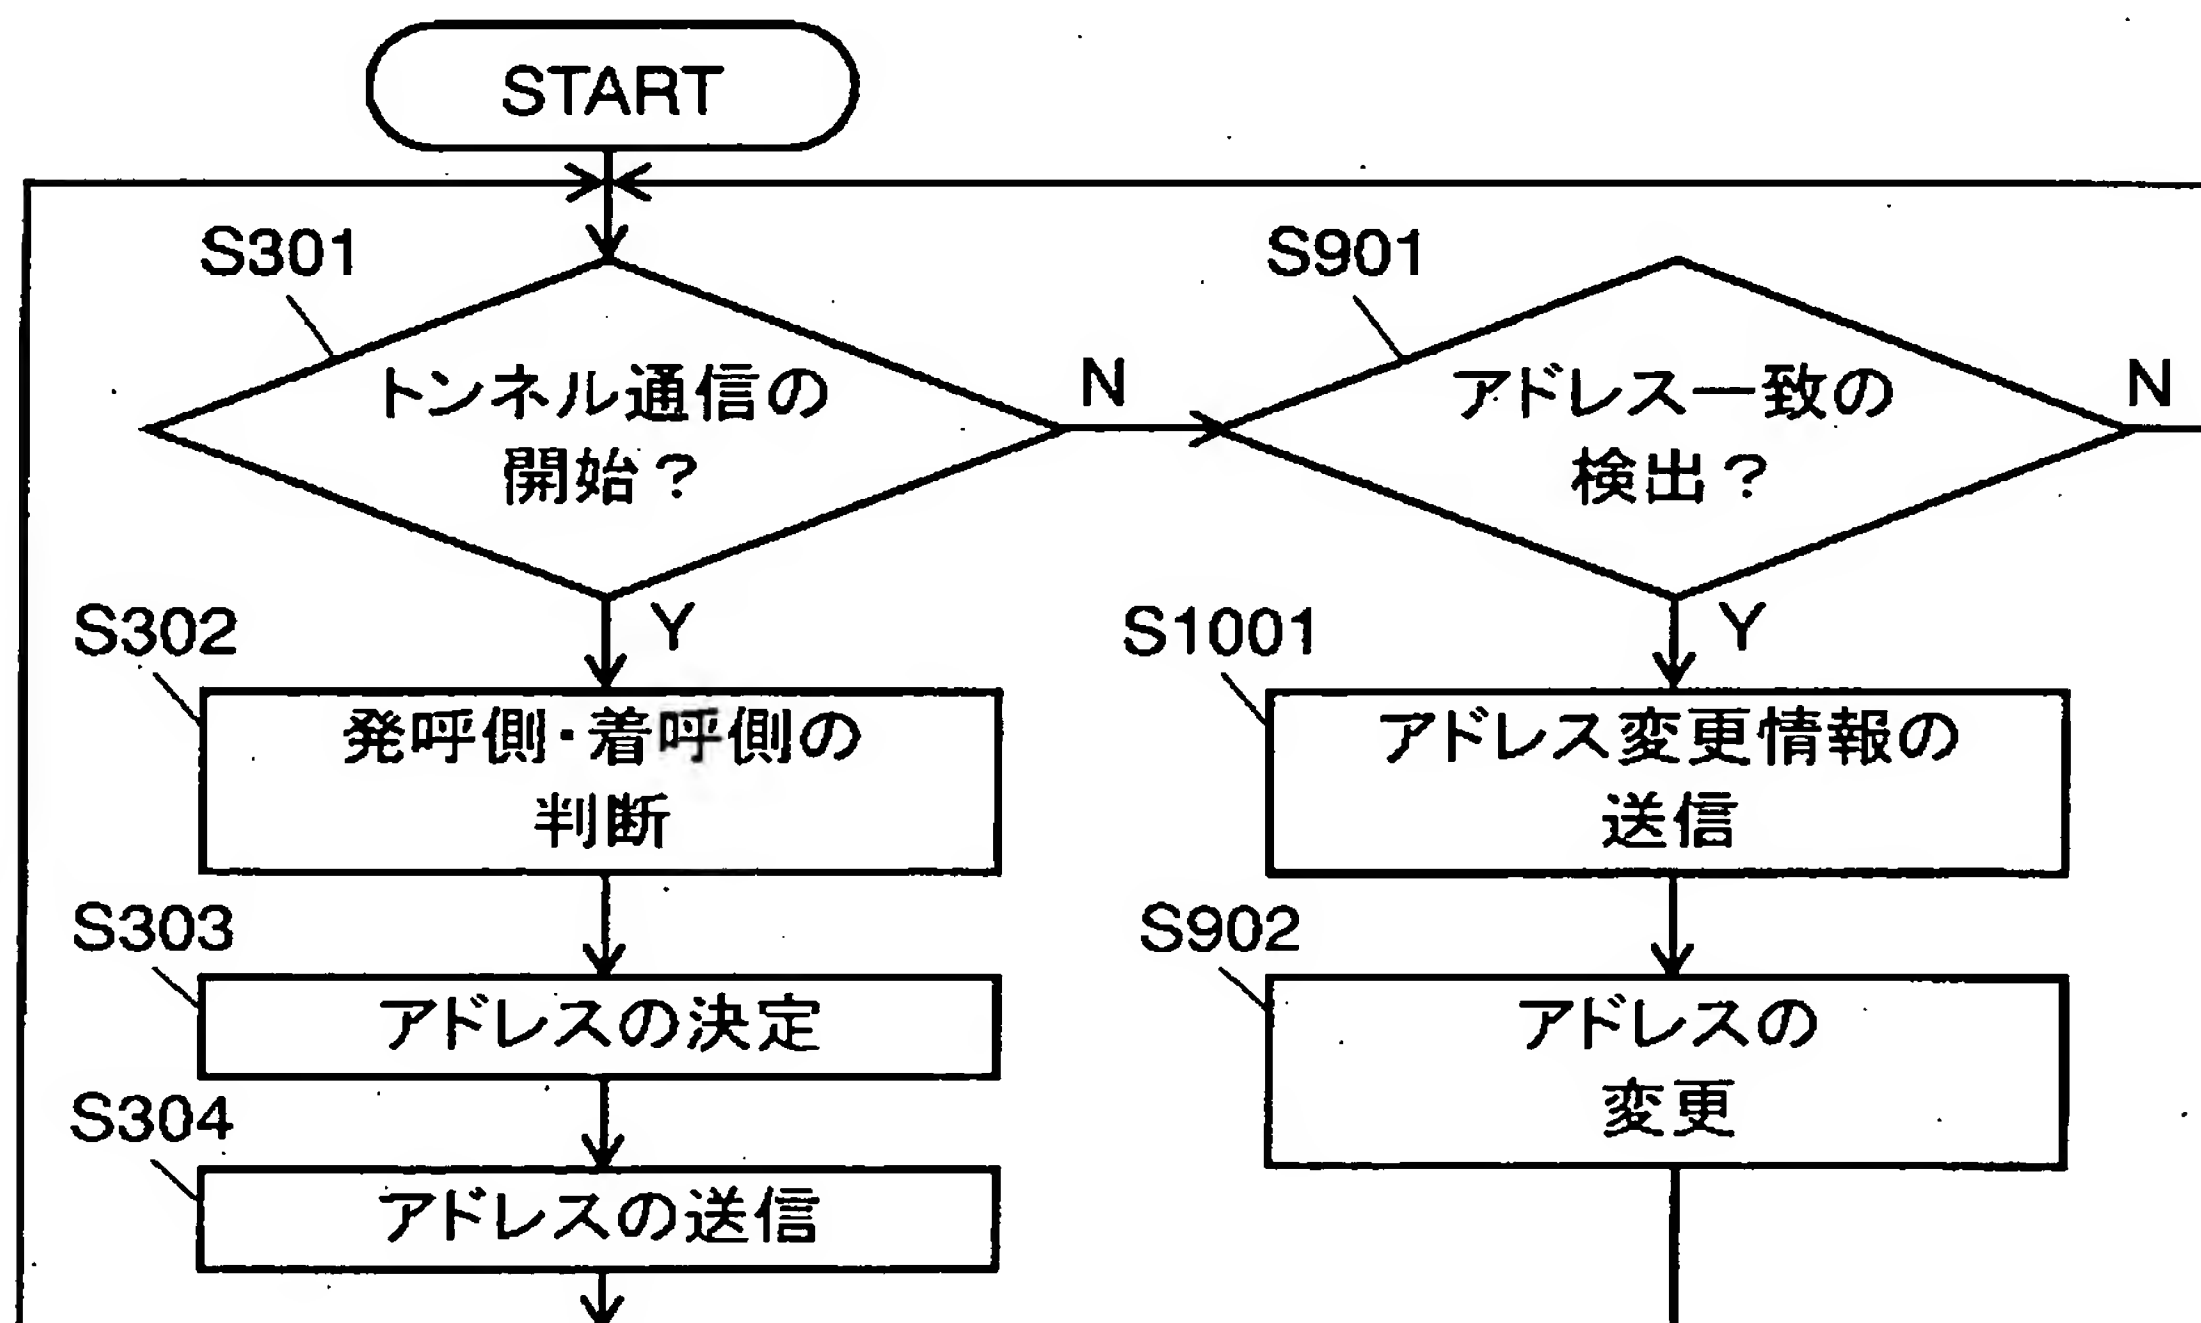 START
S301
トンネル通信の
開始？
N
Y
S302
発呼側・着呼側の
判断
S303
アドレスの決定
S304
アドレスの送信
S901
アドレス一致の
検出？
N
Y
S1001
アドレス変更情報の
送信
S902
アドレスの
変更